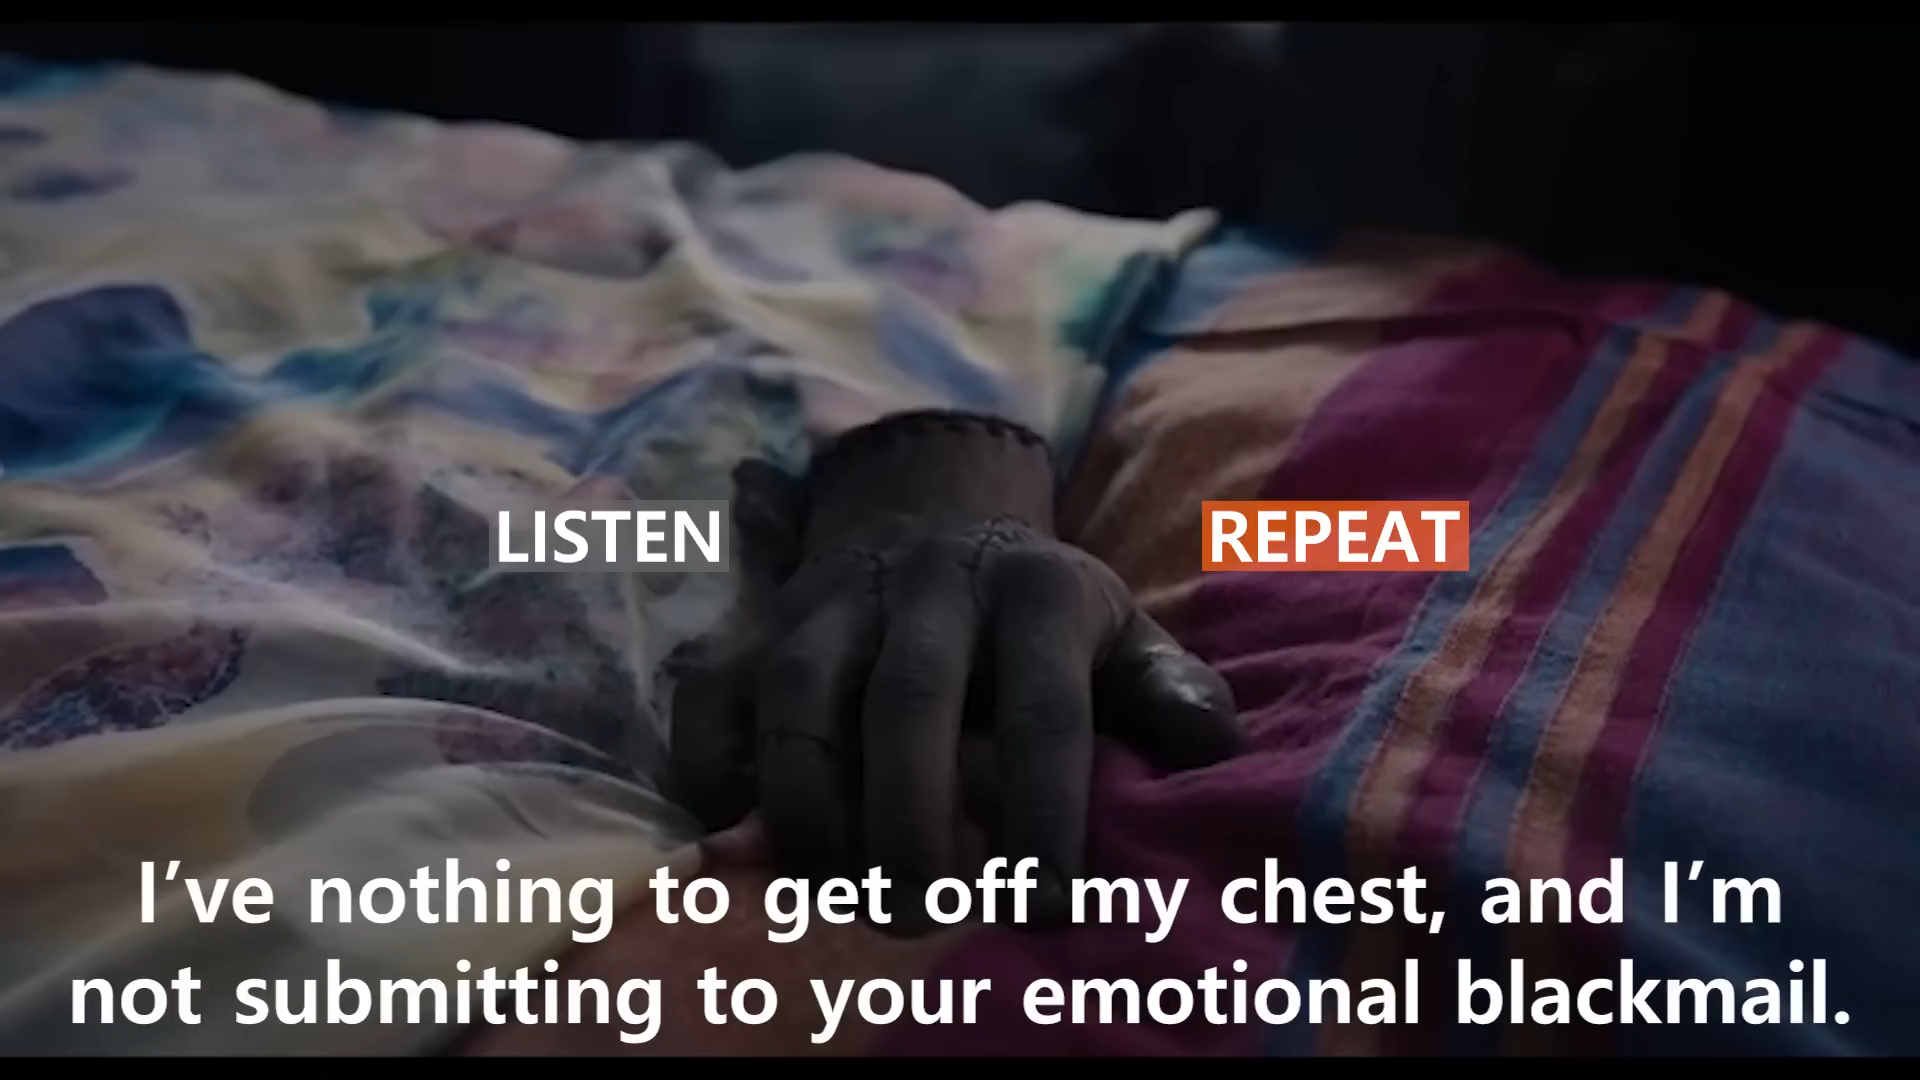 LISTEN
REPEAT
I’ve nothing to get off my chest, and I’m
not submitting to your emotional blackmail.